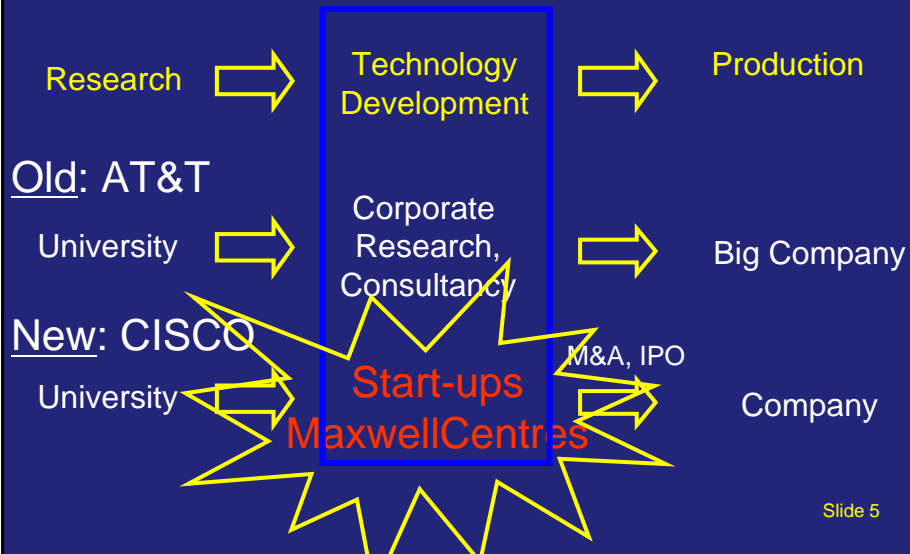 Research
Technology
Development
Production
Old: AT&T
University
Corporate
Research,
Consultancy
Big Company
New: CISCO
University
Start-ups
MaxwellCentres
M&A, IPO
Company
Slide 5